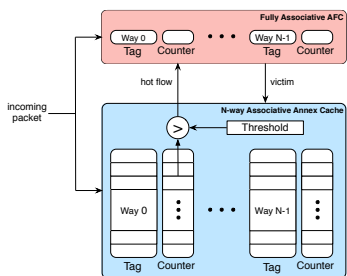 Fully Associative AFC
Way 0
Way N-1
Tag
Counter
Tag
Counter
hot flow
victim
incoming
packet
N-way Associative Annex Cache
>
Threshold
Way 0
Way N-1
Tag
Counter
Tag
Counter